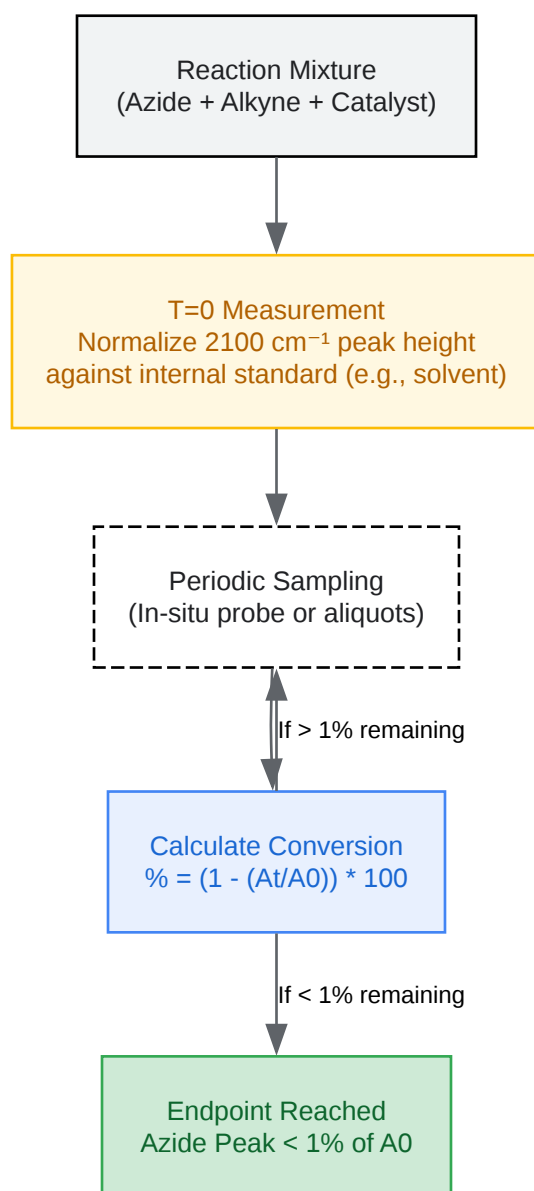 Reaction Mixture
(Azide + Alkyne + Catalyst)
T=0 Measurement
Normalize 2100 cm⁻¹ peak height
against internal standard (e.g., solvent)
Periodic Sampling
(In-situ probe or aliquots)
If > 1% remaining
Calculate Conversion
% = (1 - (At/A0)) * 100
If < 1% remaining
Endpoint Reached
Azide Peak < 1% of A0